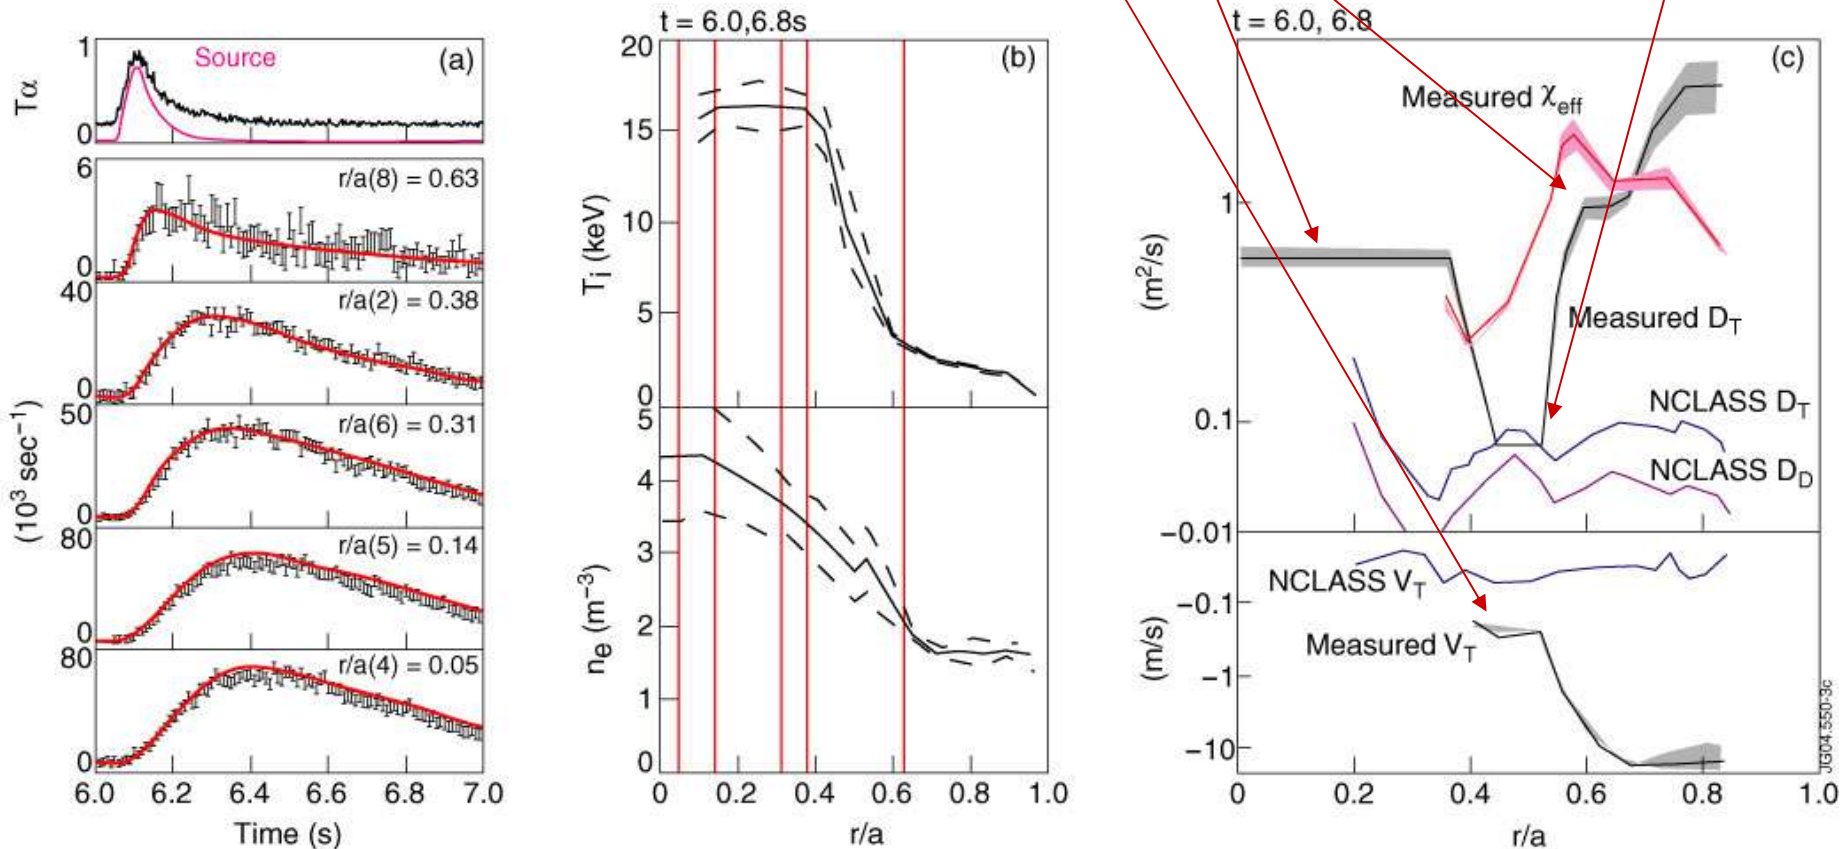 (a)
Source
Tα
1
0
r/a(8) = 0.63
6
0
r/a(2) = 0.38
40
0
r/a(6) = 0.31
50
0
r/a(5) = 0.14
80
0
r/a(4) = 0.05
80
0
(10³ sec⁻¹)
6.0 6.2 6.4 6.6 6.8 7.0
Time (s)
t = 6.0,6.8s
(b)
20
15
10
5
0
Tᵢ (keV)
5
4
3
2
1
0
nₑ (m⁻³)
0 0.2 0.4 0.6 0.8 1.0
r/a
t = 6.0, 6.8
(c)
Measured χeff
1
(m²/s)
Measured D_T
0.1
NCLASS D_T
NCLASS D_D
−0.01
NCLASS V_T
−0.1
Measured V_T
(m/s)
−1
−10
0 0.2 0.4 0.6 0.8 1.0
r/a
JG04.550-3c